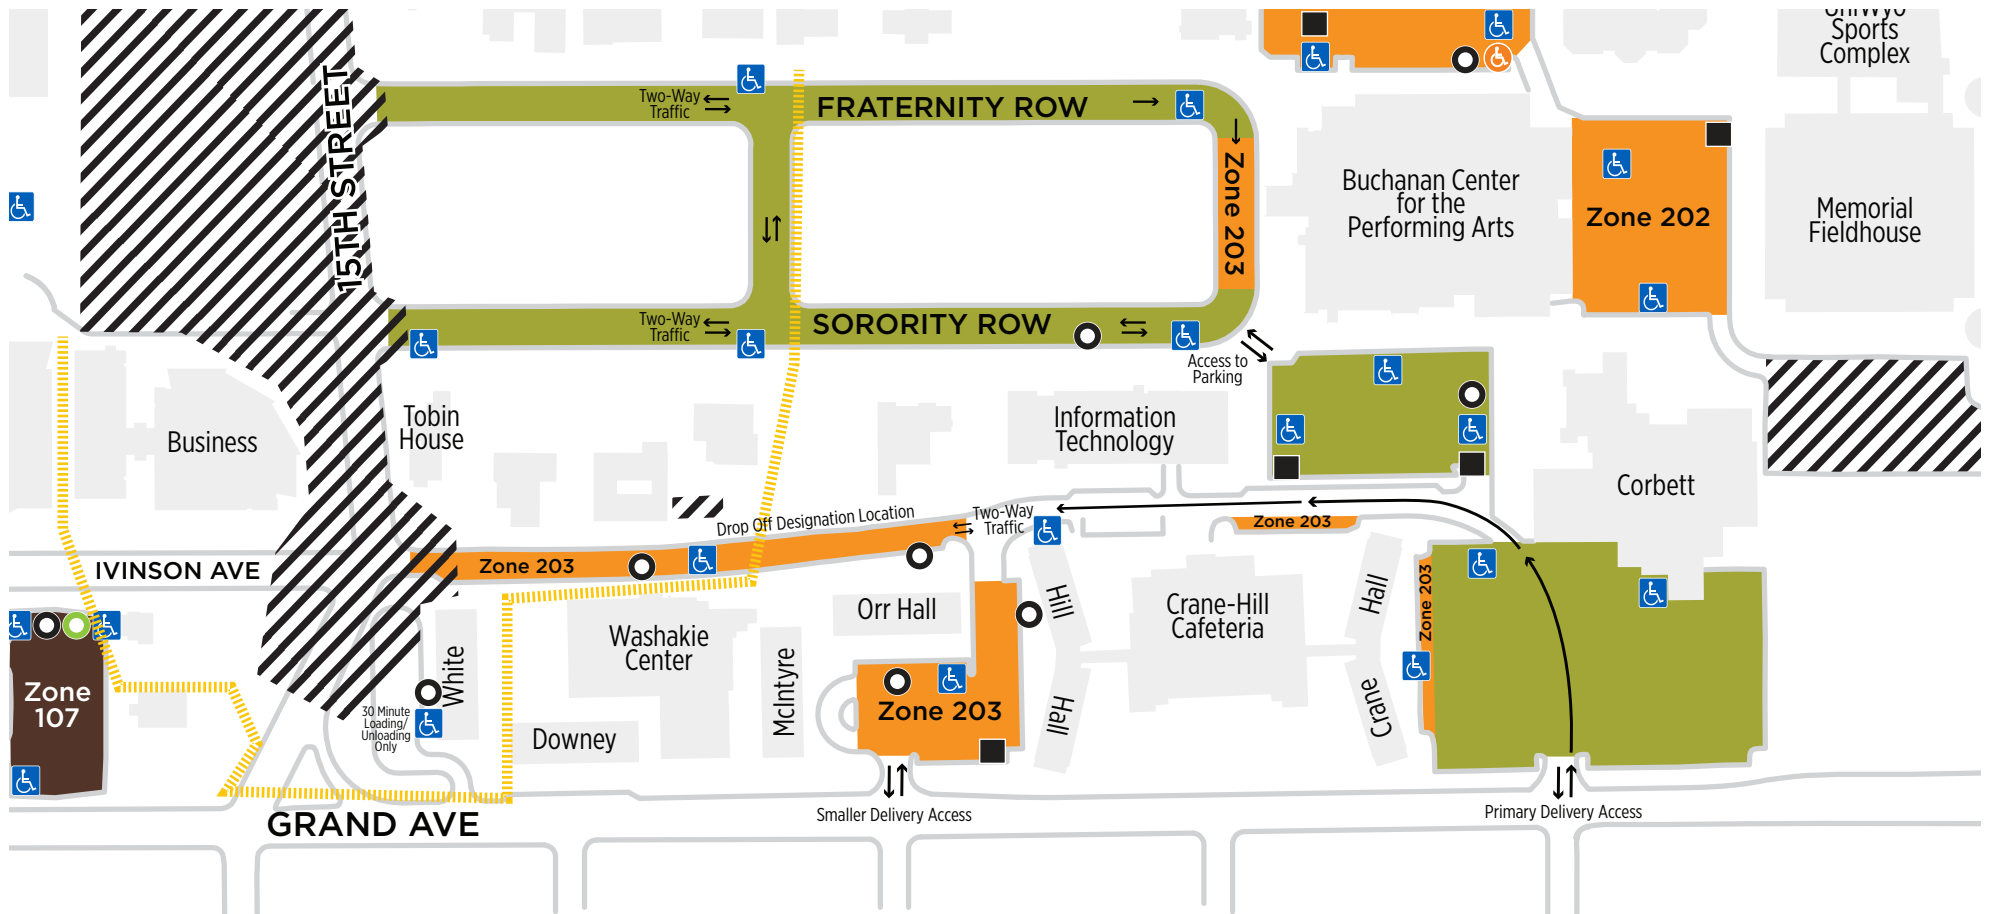 UniWyo
Sports
Complex
15TH STREET
Two-Way
Traffic
FRATERNITY ROW
Zone 203
Buchanan Center
for the
Performing Arts
Zone 202
Memorial
Fieldhouse
Two-Way
Traffic
SORORITY ROW
Access to
Parking
Business
Tobin
House
Information
Technology
Corbett
Drop Off Designation Location
Two-Way
Traffic
Zone 203
IVINSON AVE
Zone 203
Zone 203
Hill
Hall
Crane-Hill
Cafeteria
Hall
Crane
Orr Hall
Washakie
Center
McIntyre
White
Zone
107
30 Minute
Loading/
Unloading
Only
Downey
Zone 203
Smaller Delivery Access
Primary Delivery Access
GRAND AVE